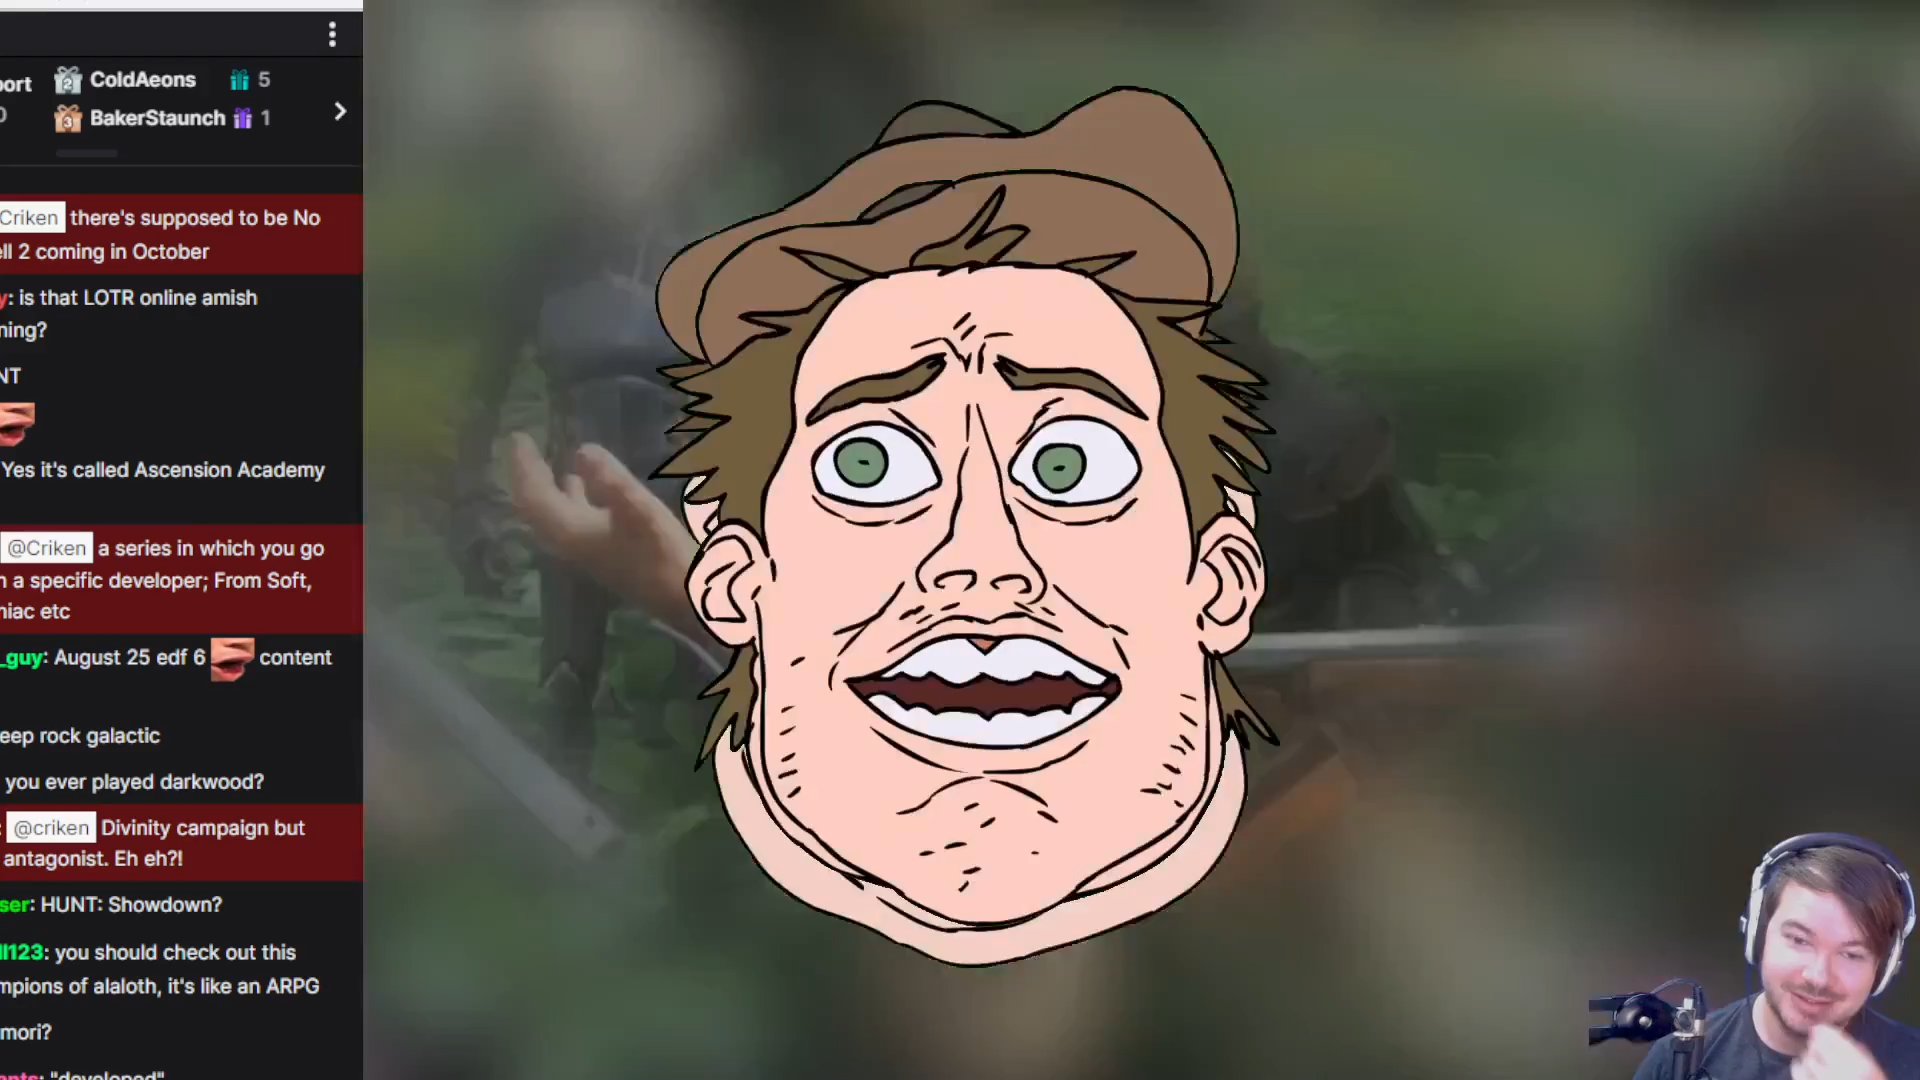 ort
ColdAeons 5
BakerStaunch 1
Criken there's supposed to be No
ll 2 coming in October
y: is that LOTR online amish
ning?
NT
Yes it's called Ascension Academy
@Criken a series in which you go
a specific developer; From Soft,
niac etc
_guy: August 25 edf 6 content
eep rock galactic
you ever played darkwood?
: @criken Divinity campaign but
antagonist. Eh eh?!
ser: HUNT: Showdown?
ll123: you should check out this
mpions of alaloth, it's like an ARPG
mori?
ants: "developed"